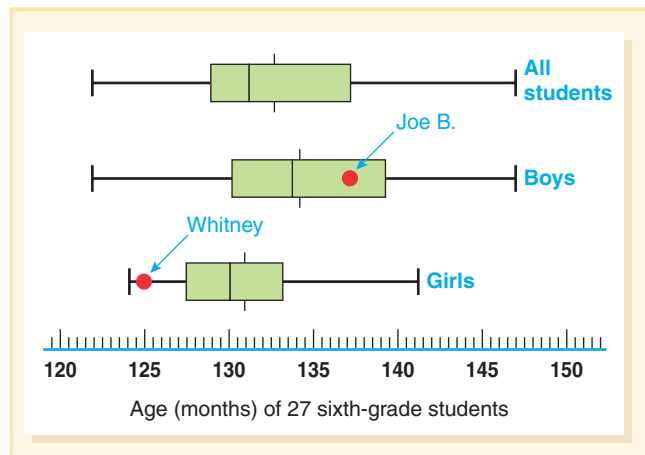 All
students
Joe B.
Boys
Whitney
Girls
120 125 130 135 140 145 150
Age (months) of 27 sixth-grade students